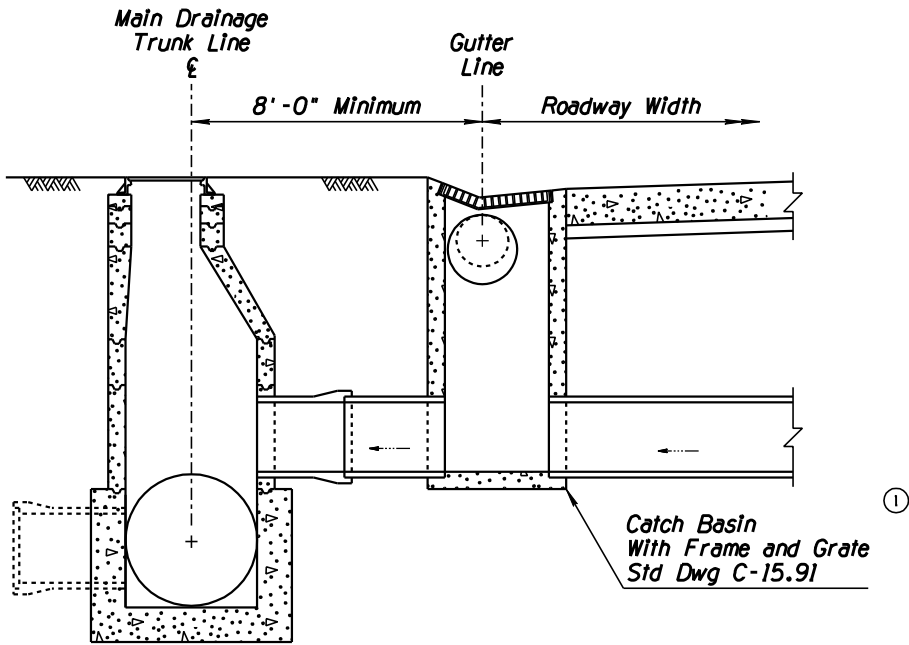 Main Drainage
Trunk Line
℄
Gutter
Line
8'-0" Minimum
Roadway Width
1
Catch Basin
With Frame and Grate
Std Dwg C-15.91